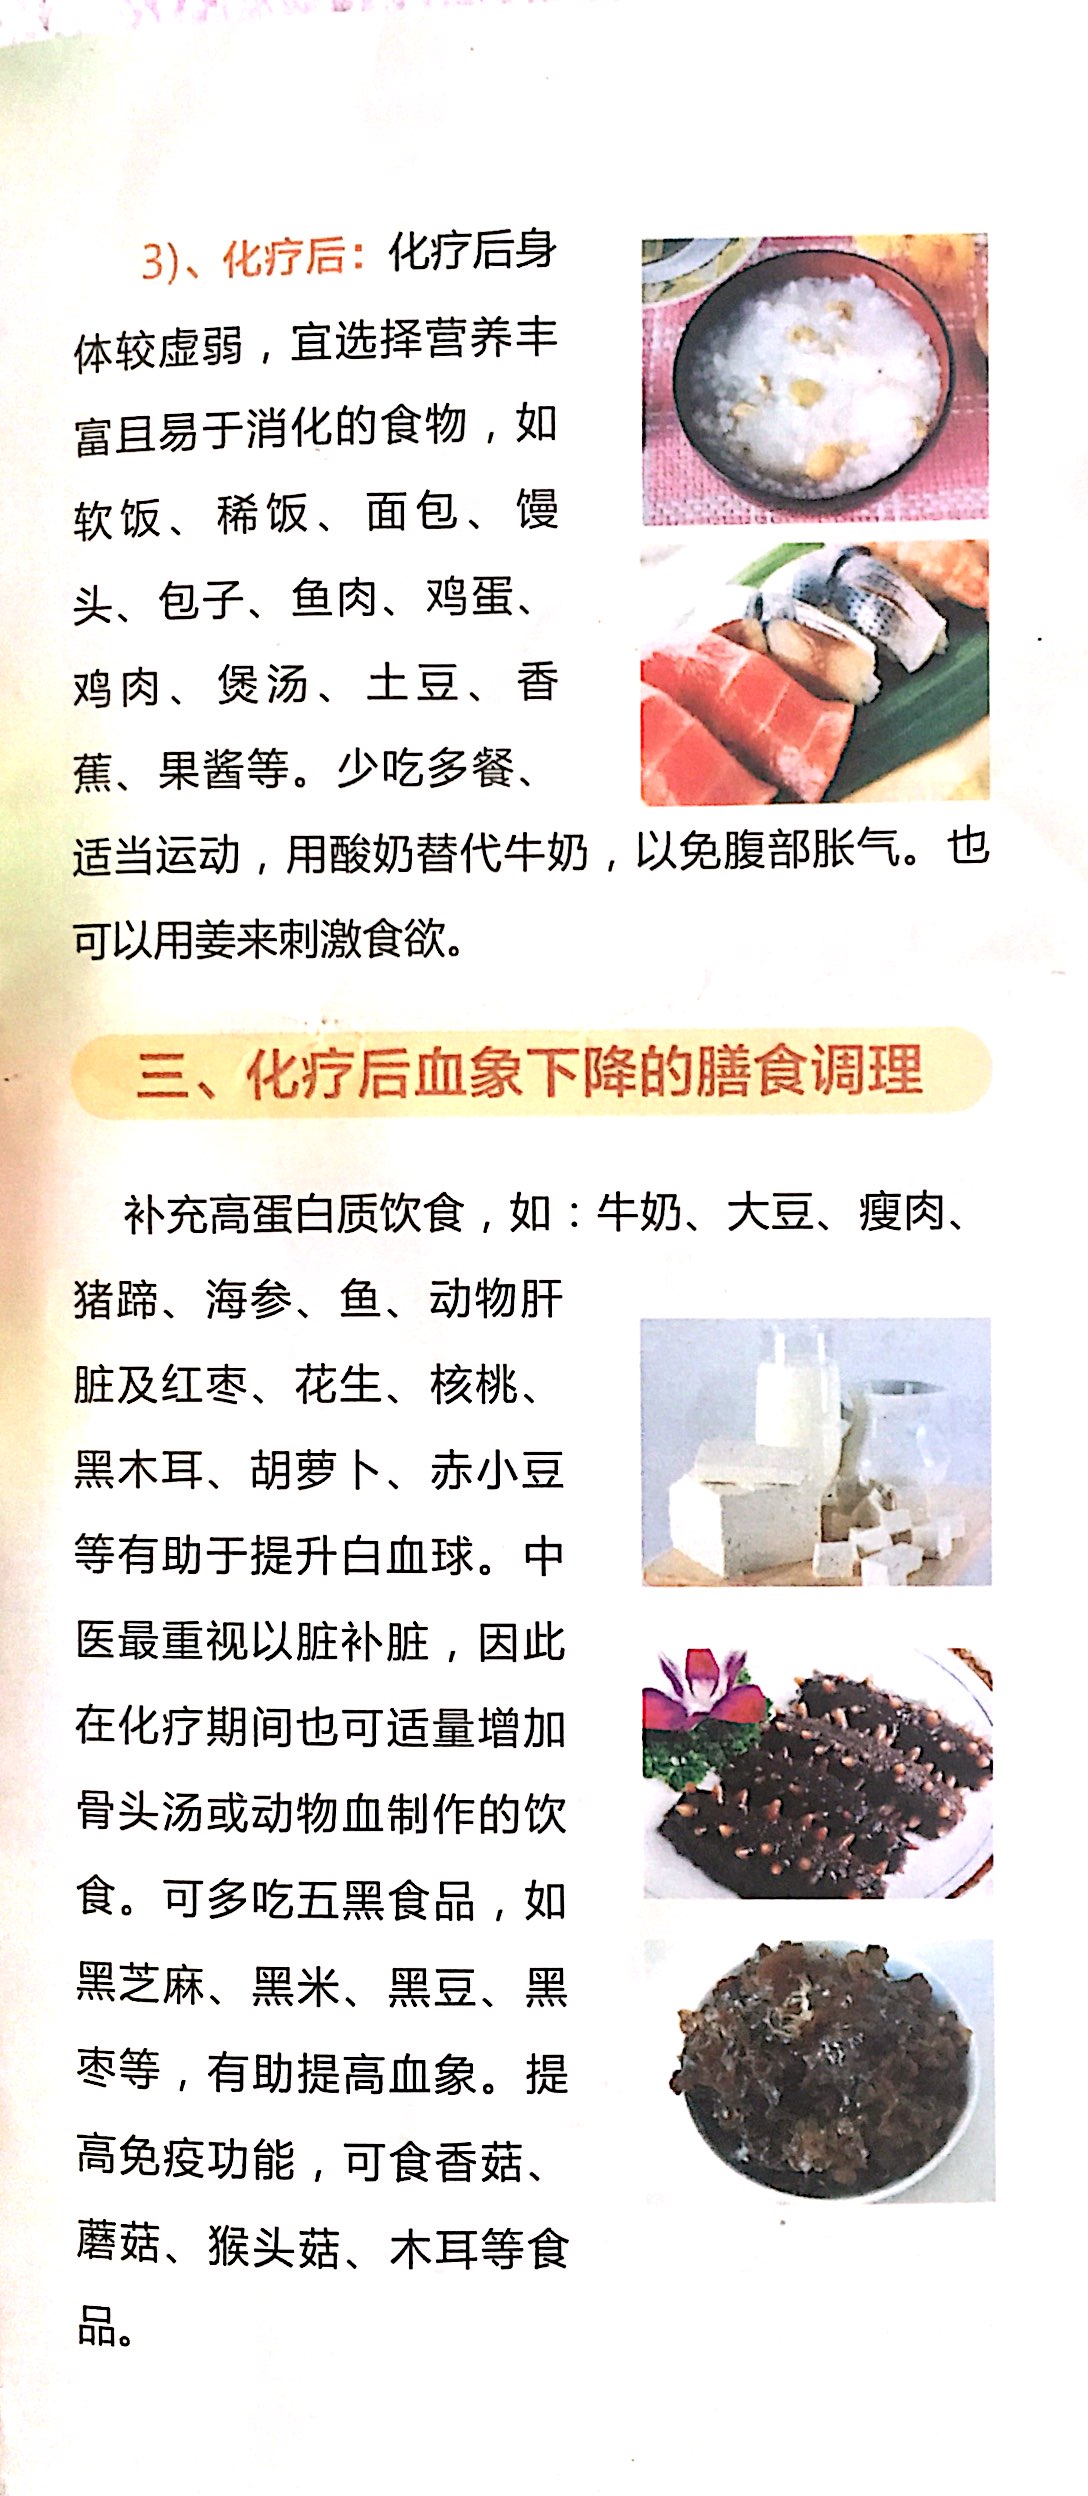 3)、化疗后：化疗后身
体较虚弱，宜选择营养丰
富且易于消化的食物，如
软饭、稀饭、面包、馒
头、包子、鱼肉、鸡蛋、
鸡肉、煲汤、土豆、香
蕉、果酱等。少吃多餐、
适当运动，用酸奶替代牛奶，以免腹部胀气。也
可以用姜来刺激食欲。
三、化疗后血象下降的膳食调理
补充高蛋白质饮食，如：牛奶、大豆、瘦肉、
猪蹄、海参、鱼、动物肝
脏及红枣、花生、核桃、
黑木耳、胡萝卜、赤小豆
等有助于提升白血球。中
医最重视以脏补脏，因此
在化疗期间也可适量增加
骨头汤或动物血制作的饮
食。可多吃五黑食品，如
黑芝麻、黑米、黑豆、黑
枣等，有助提高血象。提
高免疫功能，可食香菇、
蘑菇、猴头菇、木耳等食
品。